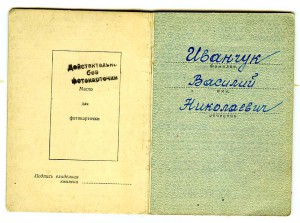 Действительно
без
фотокарточки
Место
для
фотокарточки
Подпись владельца
книжки
Иванчук
фамилия
Василий
имя
Николаевич
отчество